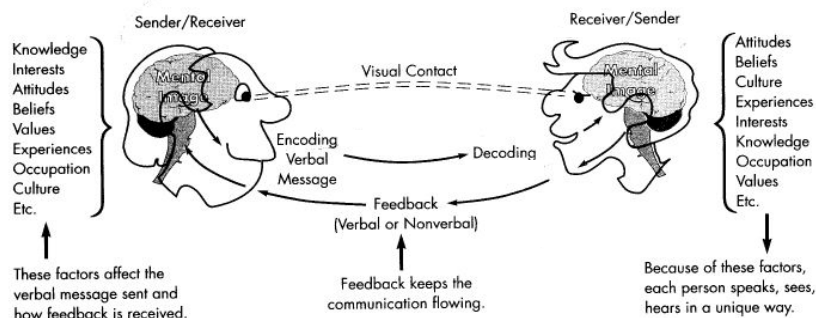 Sender/Receiver
Receiver/Sender
Knowledge
Interests
Attitudes
Beliefs
Values
Experiences
Occupation
Culture
Etc.
Mental
Image
Visual Contact
Mental
Image
Attitudes
Beliefs
Culture
Experiences
Interests
Knowledge
Occupation
Values
Etc.
Encoding
Verbal
Message
Decoding
Feedback
(Verbal or Nonverbal)
These factors affect the
verbal message sent and
how feedback is received.
Feedback keeps the
communication flowing.
Because of these factors,
each person speaks, sees,
hears in a unique way.